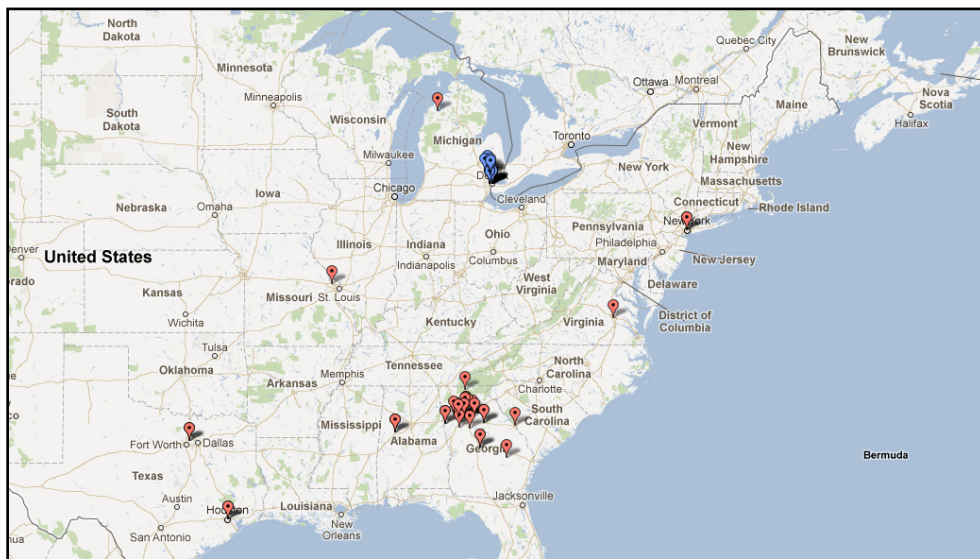 North
Dakota
Minnesota
Quebec City
New
Brunswick
Ottawa
Montreal
Nova
Scotia
Halifax
Maine
Minneapolis
South
Dakota
Wisconsin
Michigan
Toronto
Vermont
New
Hampshire
Milwaukee
New York
Massachusetts
Chicago
Cleveland
Connecticut
Rhode Island
Iowa
Nebraska
Omaha
New York
Pennsylvania
Illinois
Indiana
Ohio
Philadelphia
New Jersey
Denver
United States
Indianapolis
Columbus
Maryland
Delaware
West
Virginia
Kansas
Missouri
St. Louis
District of
Columbia
Wichita
Kentucky
Virginia
Tulsa
Tennessee
North
Carolina
Oklahoma
Arkansas
Memphis
Charlotte
South
Carolina
Mississippi
Alabama
Georgia
Fort Worth
Dallas
Bermuda
Texas
Austin
Houston
Louisiana
Jacksonville
San Antonio
New
Orleans